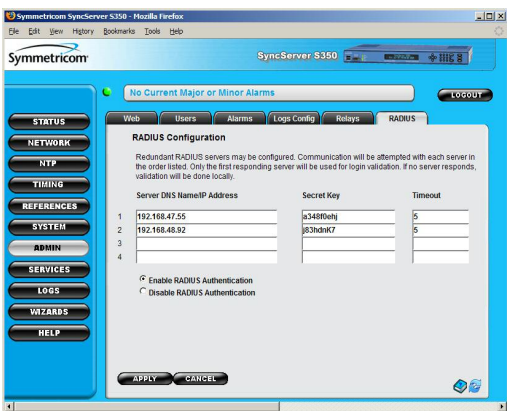 Symmetricom SyncServer S350 - Mozilla Firefox
File Edit View History Bookmarks Tools Help
Symmetricom
SyncServer S350
No Current Major or Minor Alarms
LOGOUT
STATUS
NETWORK
NTP
TIMING
REFERENCES
SYSTEM
ADMIN
SERVICES
LOGS
WIZARDS
HELP
Web Users Alarms Logs Config Relays RADIUS
RADIUS Configuration
Redundant RADIUS servers may be configured. Communication will be attempted with each server in
the order listed. Only the first responding server will be used for login validation. If no server responds,
validation will be done locally.
Server DNS Name/IP Address Secret Key Timeout
1 192.168.47.55 a348f0ehj 5
2 192.168.48.92 j83hdnK7 5
3
4
Enable RADIUS Authentication
Disable RADIUS Authentication
APPLY CANCEL